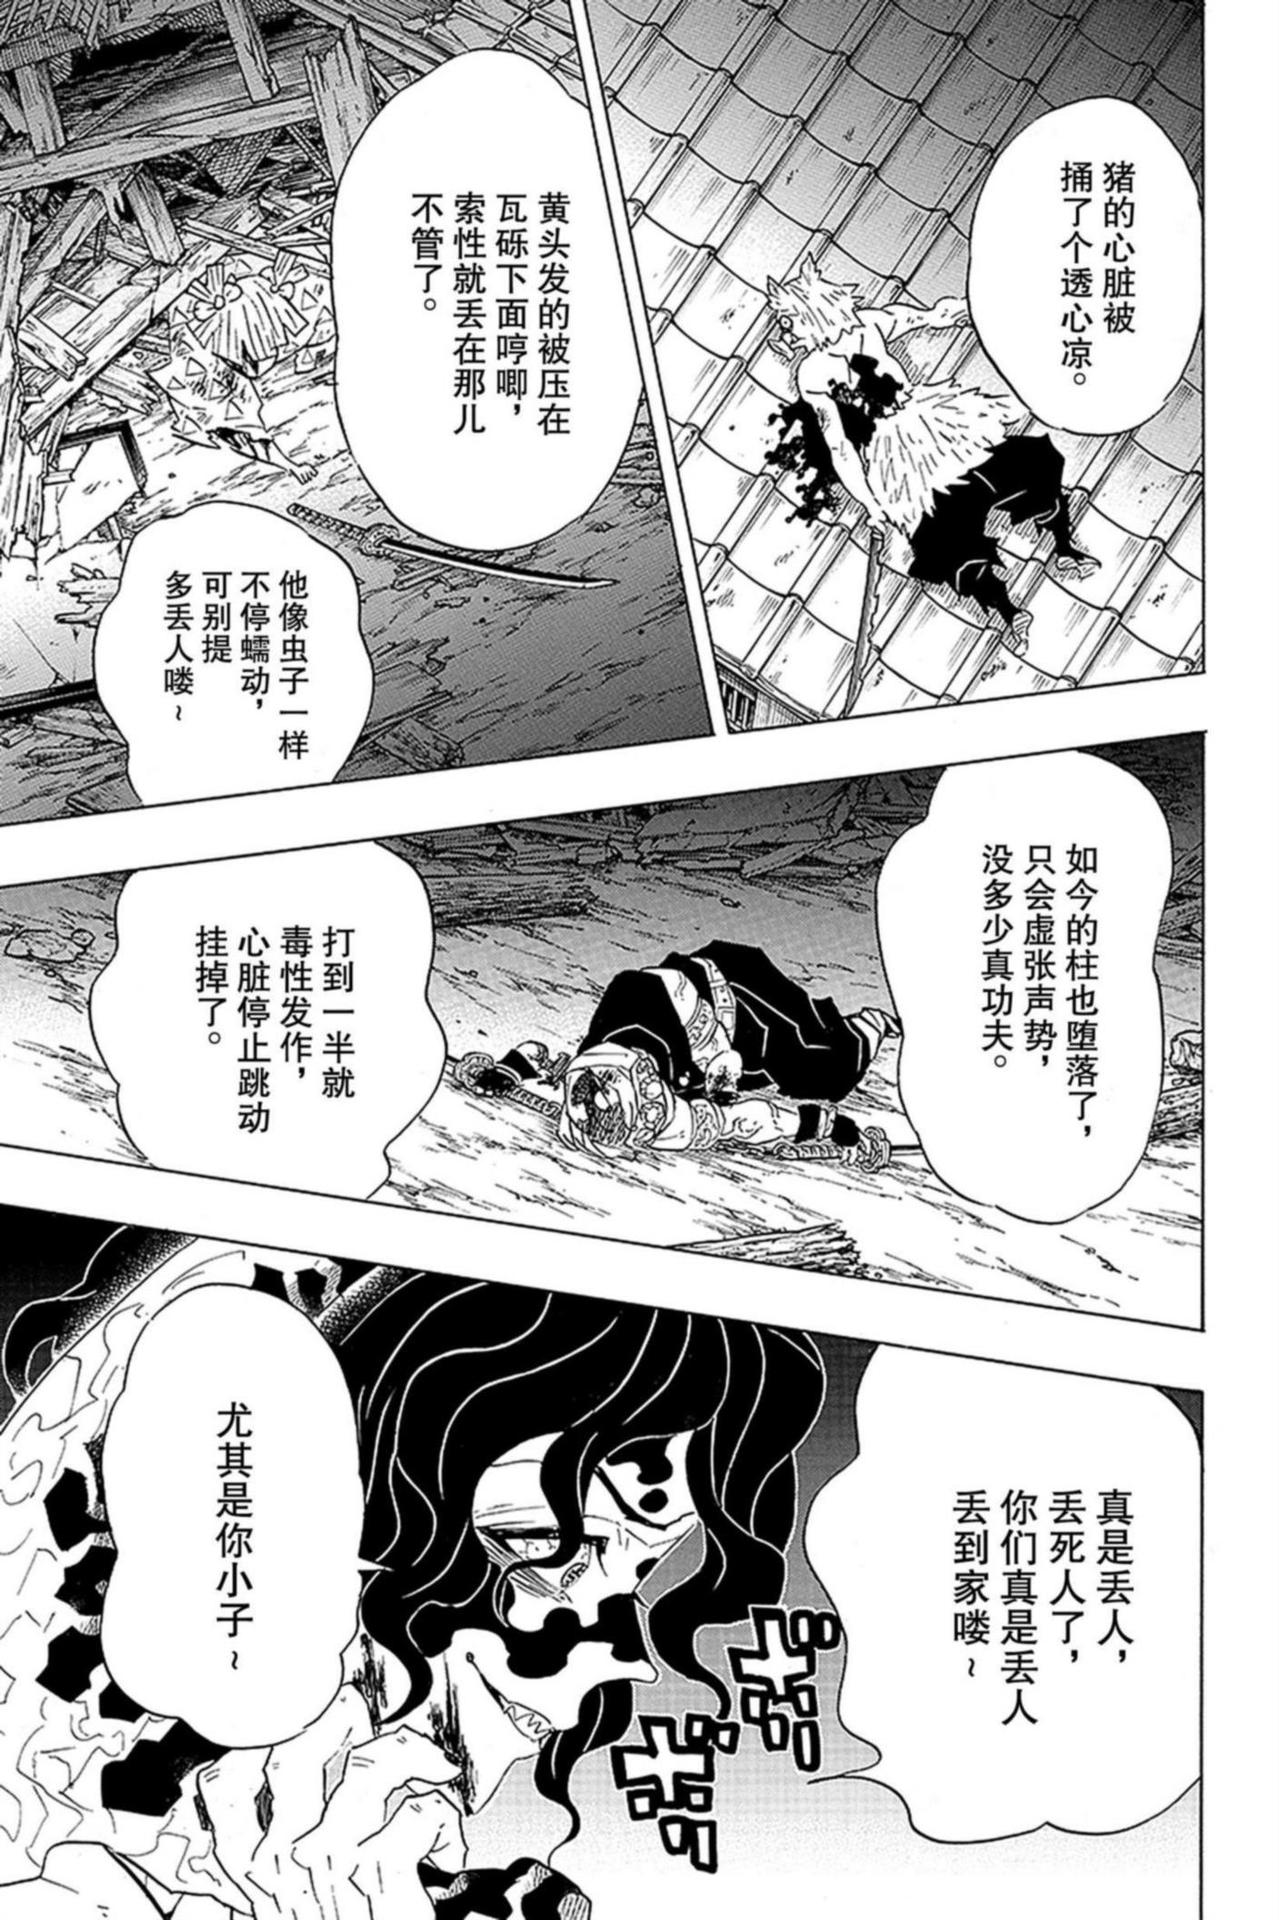 猪的心脏被
捅了个透心凉。
黄头发的被压在
瓦砾下面哼唧，
索性就丢在那儿
不管了。
他像虫子一样
不停蠕动，
可别提
多丢人喽~
如今的柱也堕落了，
只会虚张声势，
没多少真功夫。
打到一半就
毒性发作，
心脏停止跳动
挂掉了。
真是丢人，
丢死人了，
你们真是丢人
丢到家喽~
尤其是你小子~